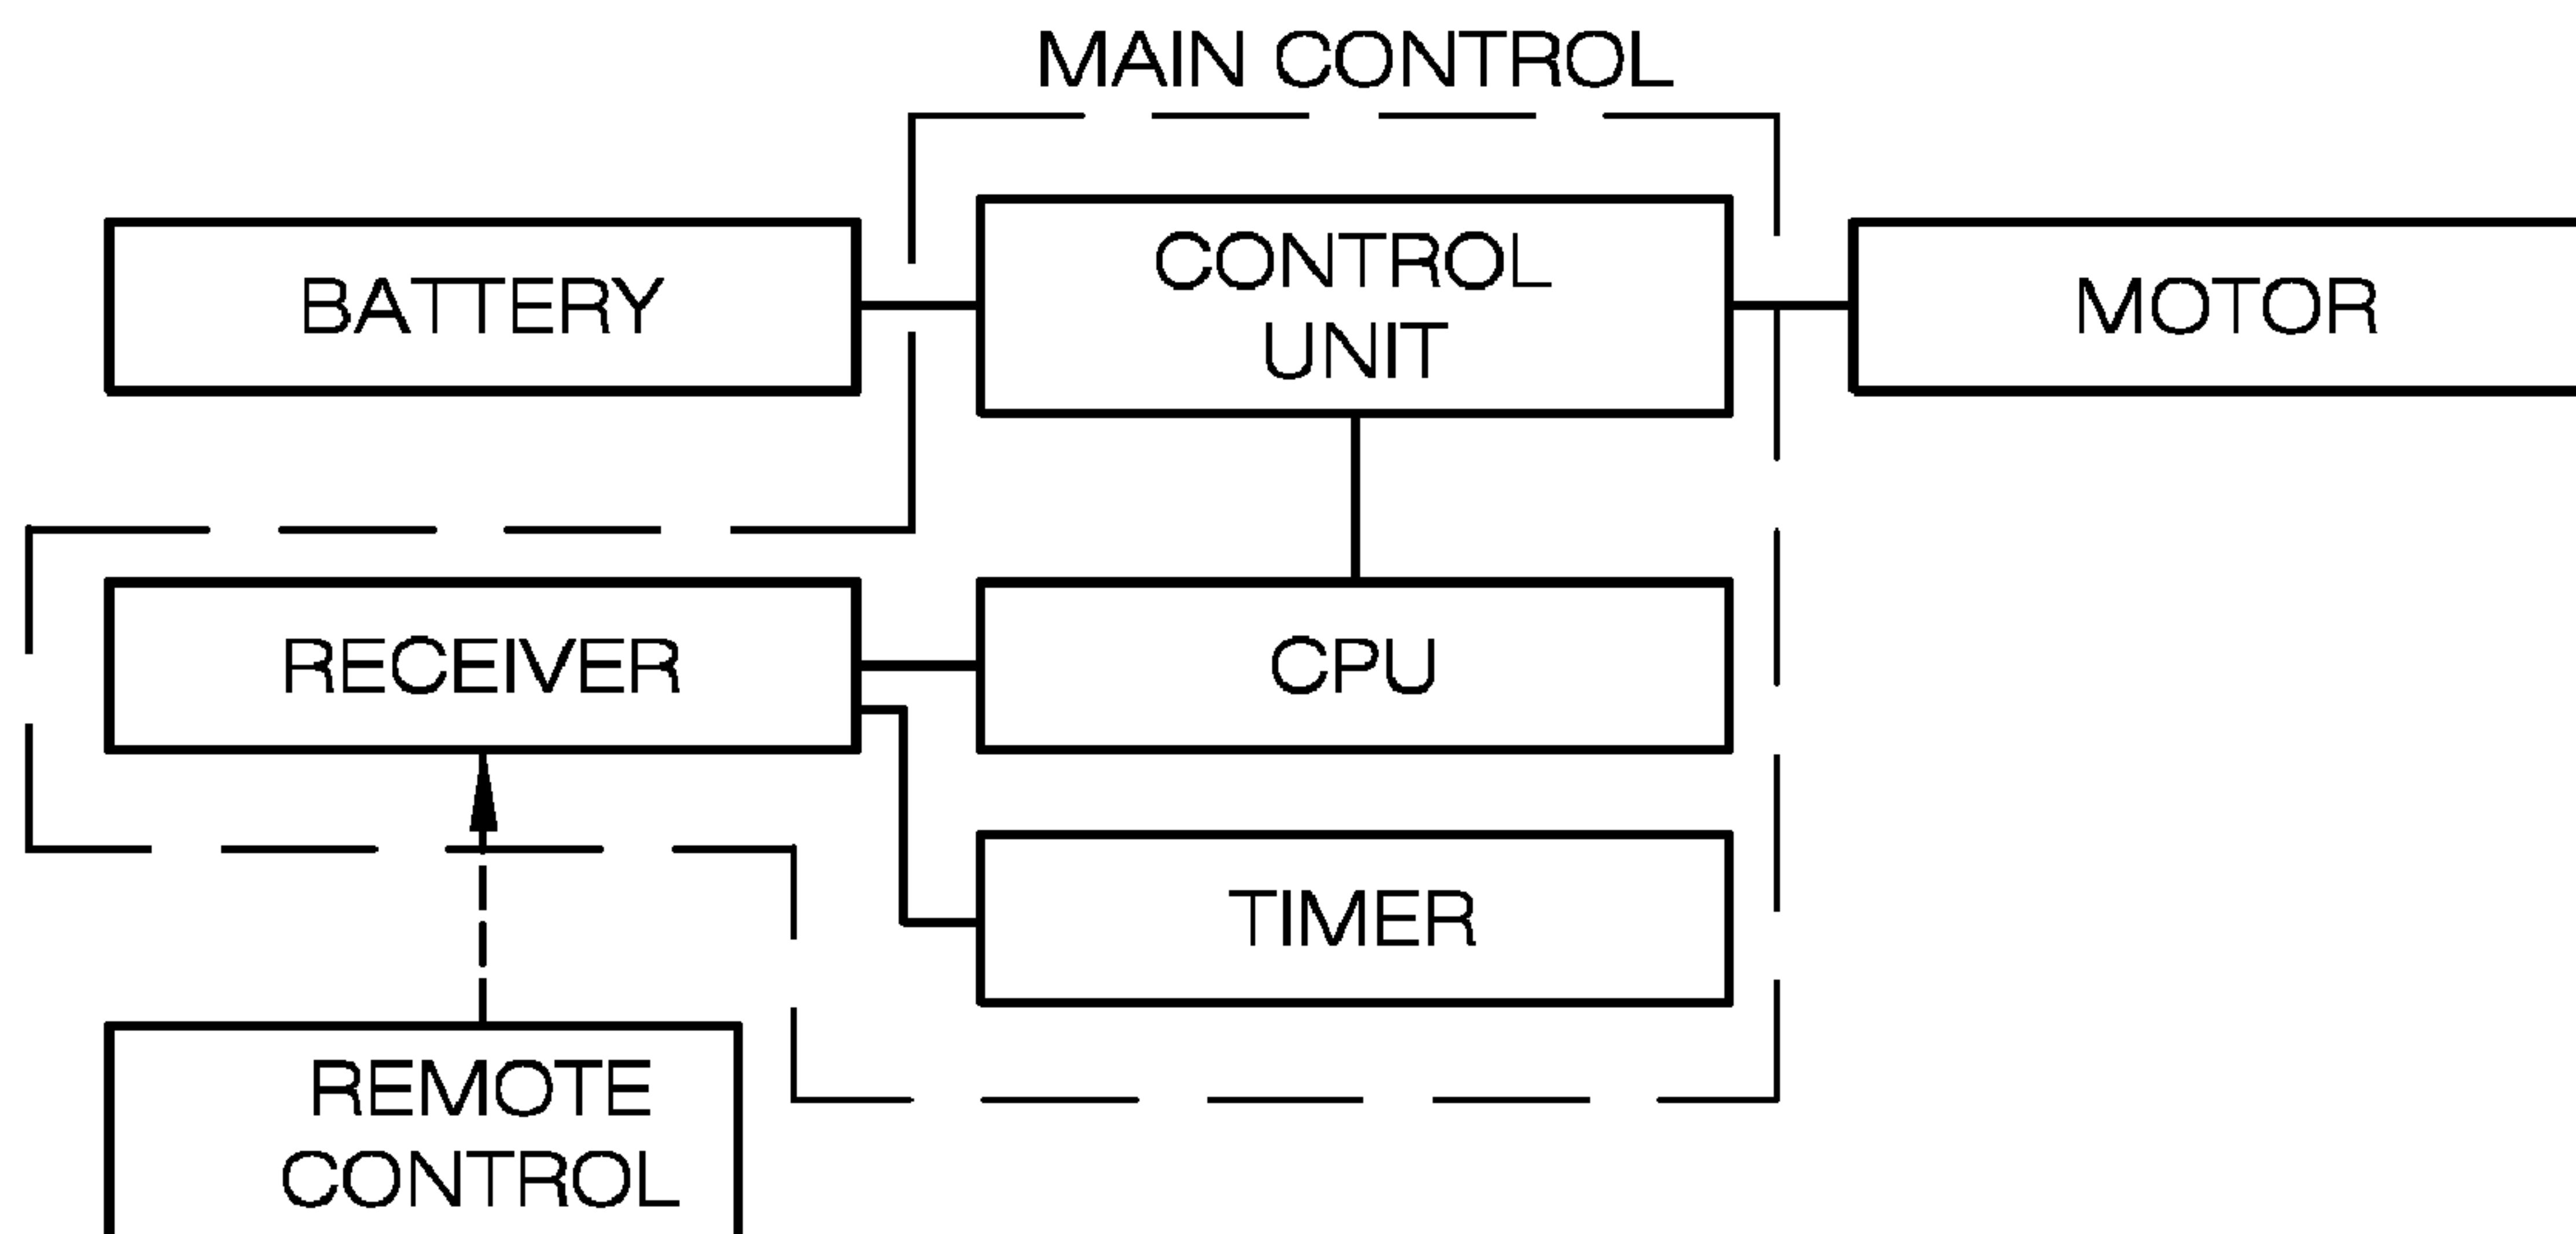 MAIN CONTROL
BATTERY
CONTROL
UNIT
MOTOR
RECEIVER
CPU
TIMER
REMOTE
CONTROL